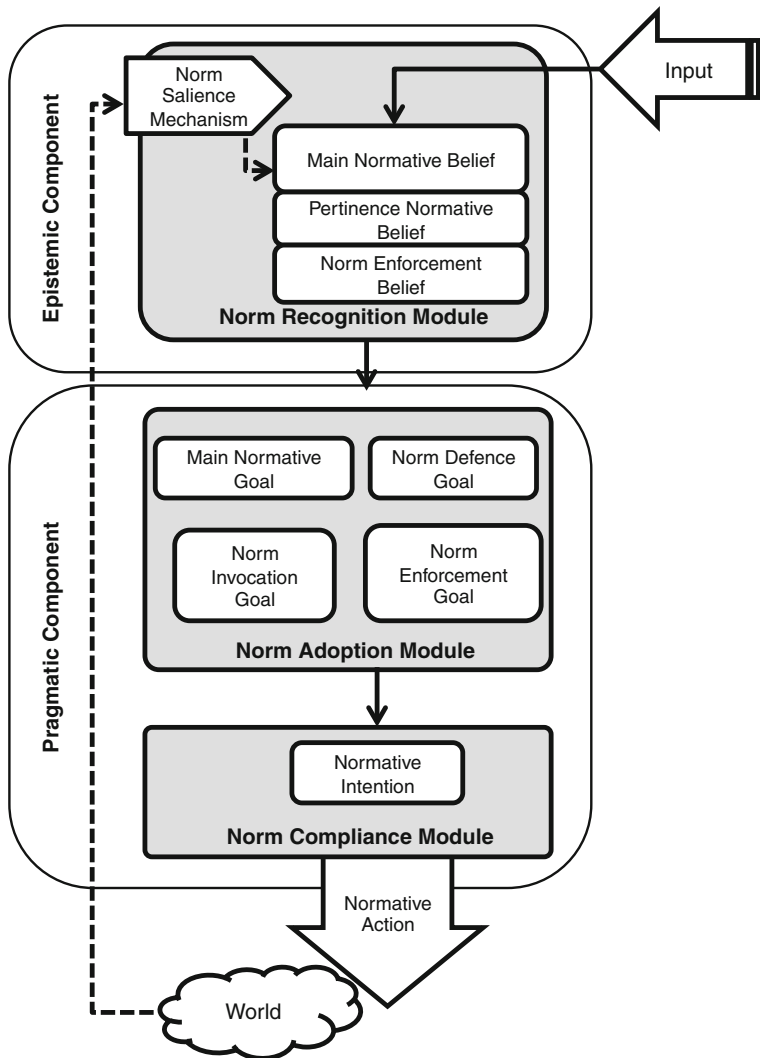 Input
Epistemic Component
Norm
Salience
Mechanism
Main Normative Belief
Pertinence Normative
Belief
Norm Enforcement
Belief
Norm Recognition Module
Pragmatic Component
Main Normative
Goal
Norm Defence
Goal
Norm
Invocation
Goal
Norm
Enforcement
Goal
Norm Adoption Module
Normative
Intention
Norm Compliance Module
Normative
Action
World